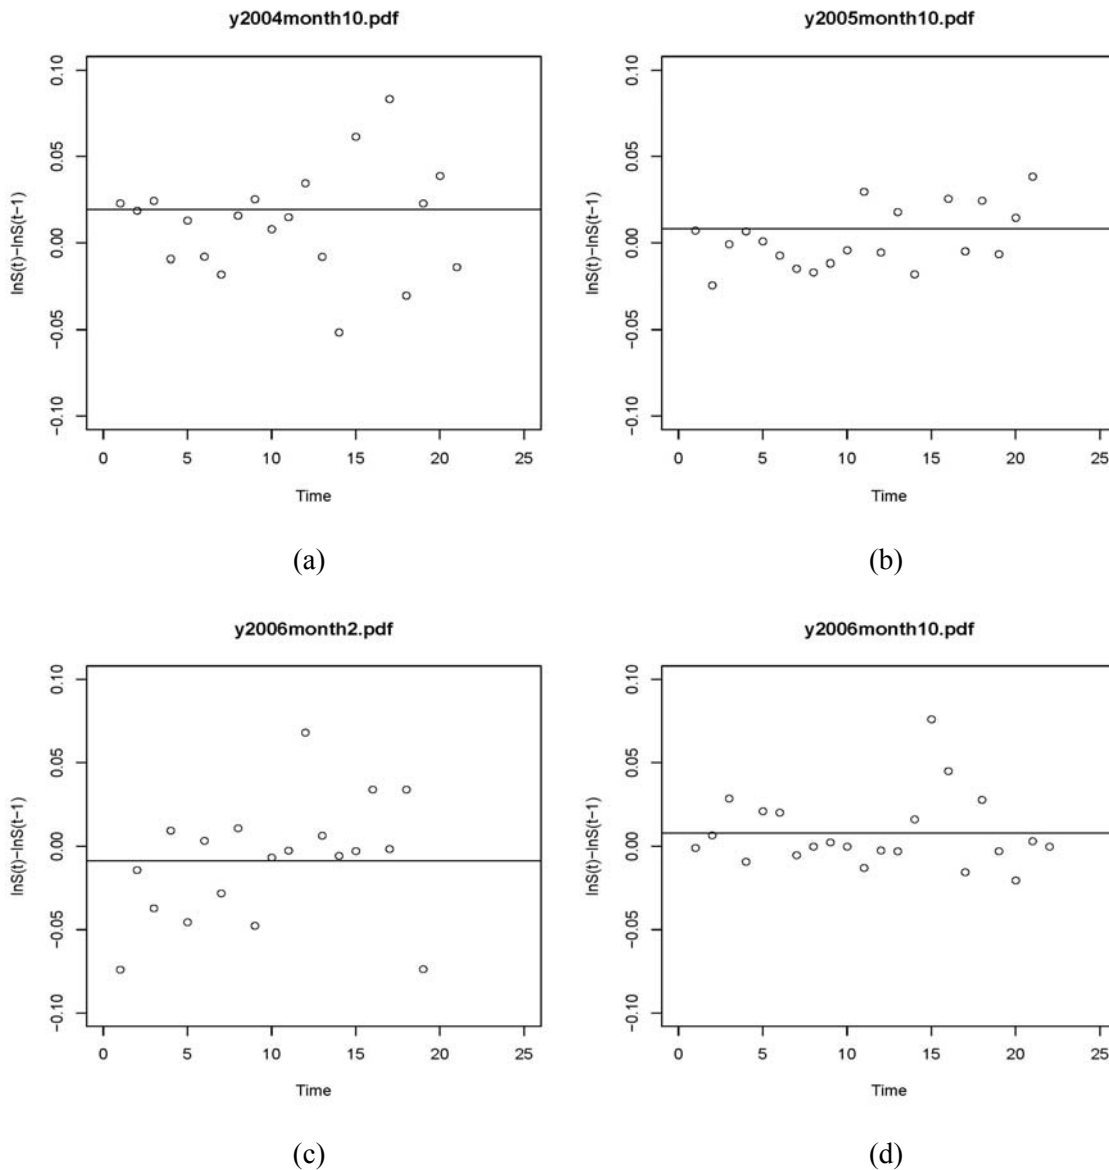 y2004month10.pdf
lnS(t)−lnS(t−1)
0.10
0.05
0.00
−0.05
−0.10
0 5 10 15 20 25
Time
(a)
y2005month10.pdf
lnS(t)−lnS(t−1)
0.10
0.05
0.00
−0.05
−0.10
0 5 10 15 20 25
Time
(b)
y2006month2.pdf
lnS(t)−lnS(t−1)
0.10
0.05
0.00
−0.05
−0.10
0 5 10 15 20 25
Time
(c)
y2006month10.pdf
lnS(t)−lnS(t−1)
0.10
0.05
0.00
−0.05
−0.10
0 5 10 15 20 25
Time
(d)